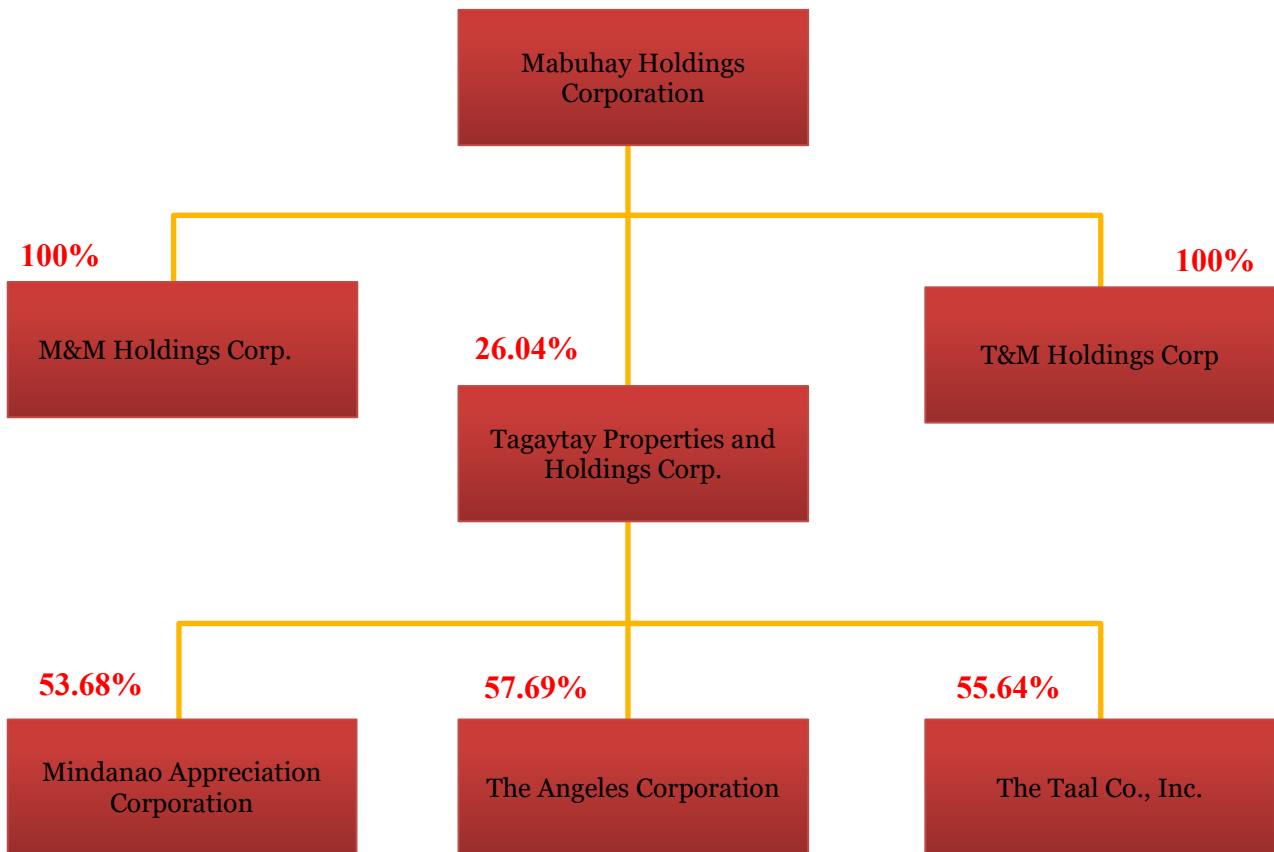 Mabuhay Holdings
Corporation
100%
100%
M&M Holdings Corp.
26.04%
T&M Holdings Corp
Tagaytay Properties and
Holdings Corp.
53.68%
57.69%
55.64%
Mindanao Appreciation
Corporation
The Angeles Corporation
The Taal Co., Inc.